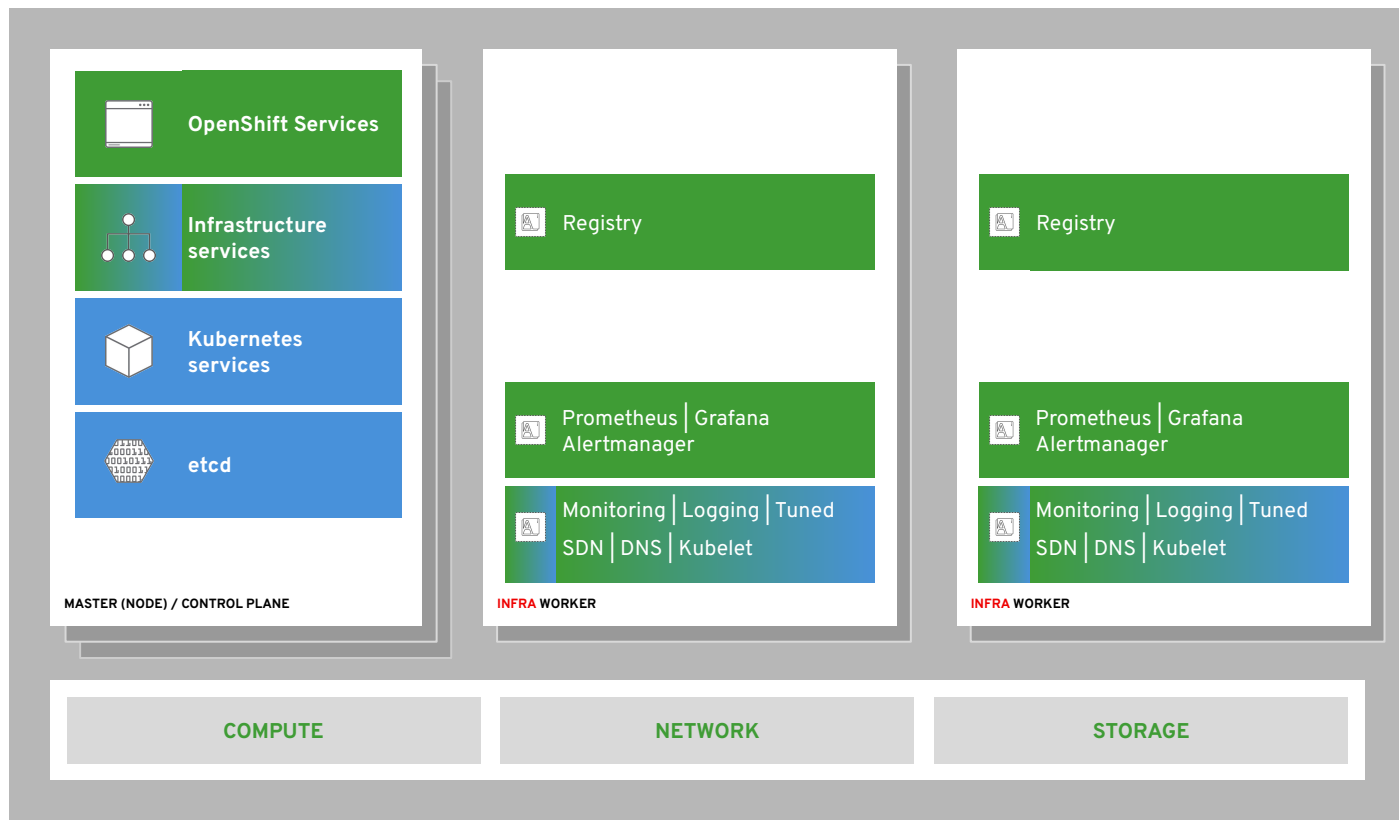 OpenShift Services
Infrastructure
services
Kubernetes
services
etcd
MASTER (NODE) / CONTROL PLANE
Registry
Prometheus | Grafana
Alertmanager
Monitoring | Logging | Tuned
SDN | DNS | Kubelet
INFRA WORKER
Registry
Prometheus | Grafana
Alertmanager
Monitoring | Logging | Tuned
SDN | DNS | Kubelet
INFRA WORKER
COMPUTE
NETWORK
STORAGE